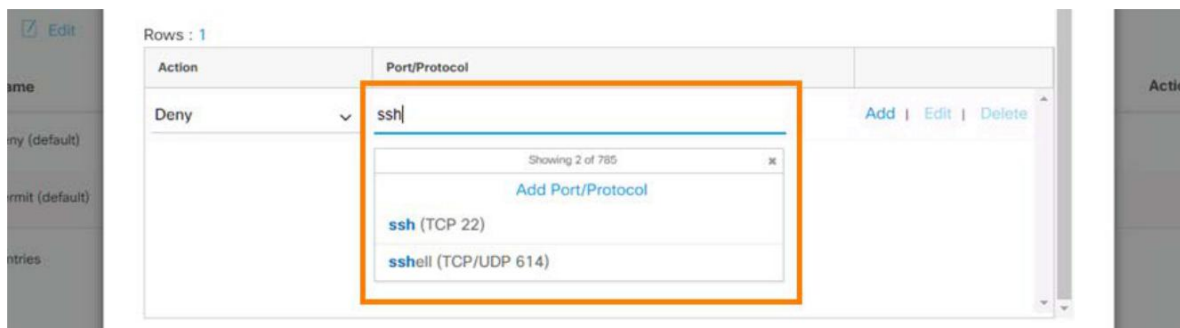 Edit
Rows : 1
Action Port/Protocol
ame
Actic
Deny ssh Add | Edit | Delete
ny (default)
Showing 2 of 785 ×
Add Port/Protocol
rmit (default)
ssh (TCP 22)
ntries
sshell (TCP/UDP 614)